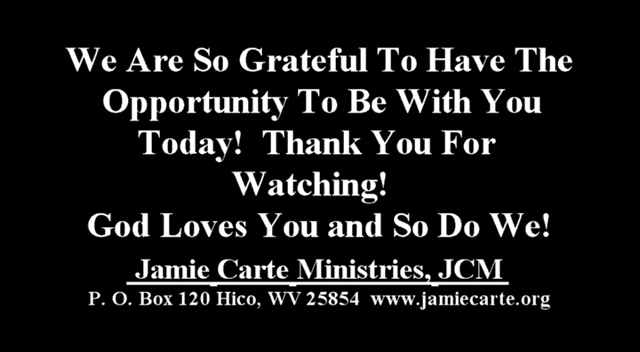 We Are So Grateful To Have The
Opportunity To Be With You
Today!  Thank You For
Watching!
God Loves You and So Do We!
Jamie Carte Ministries, JCM
P. O. Box 120 Hico, WV 25854  www.jamiecarte.org